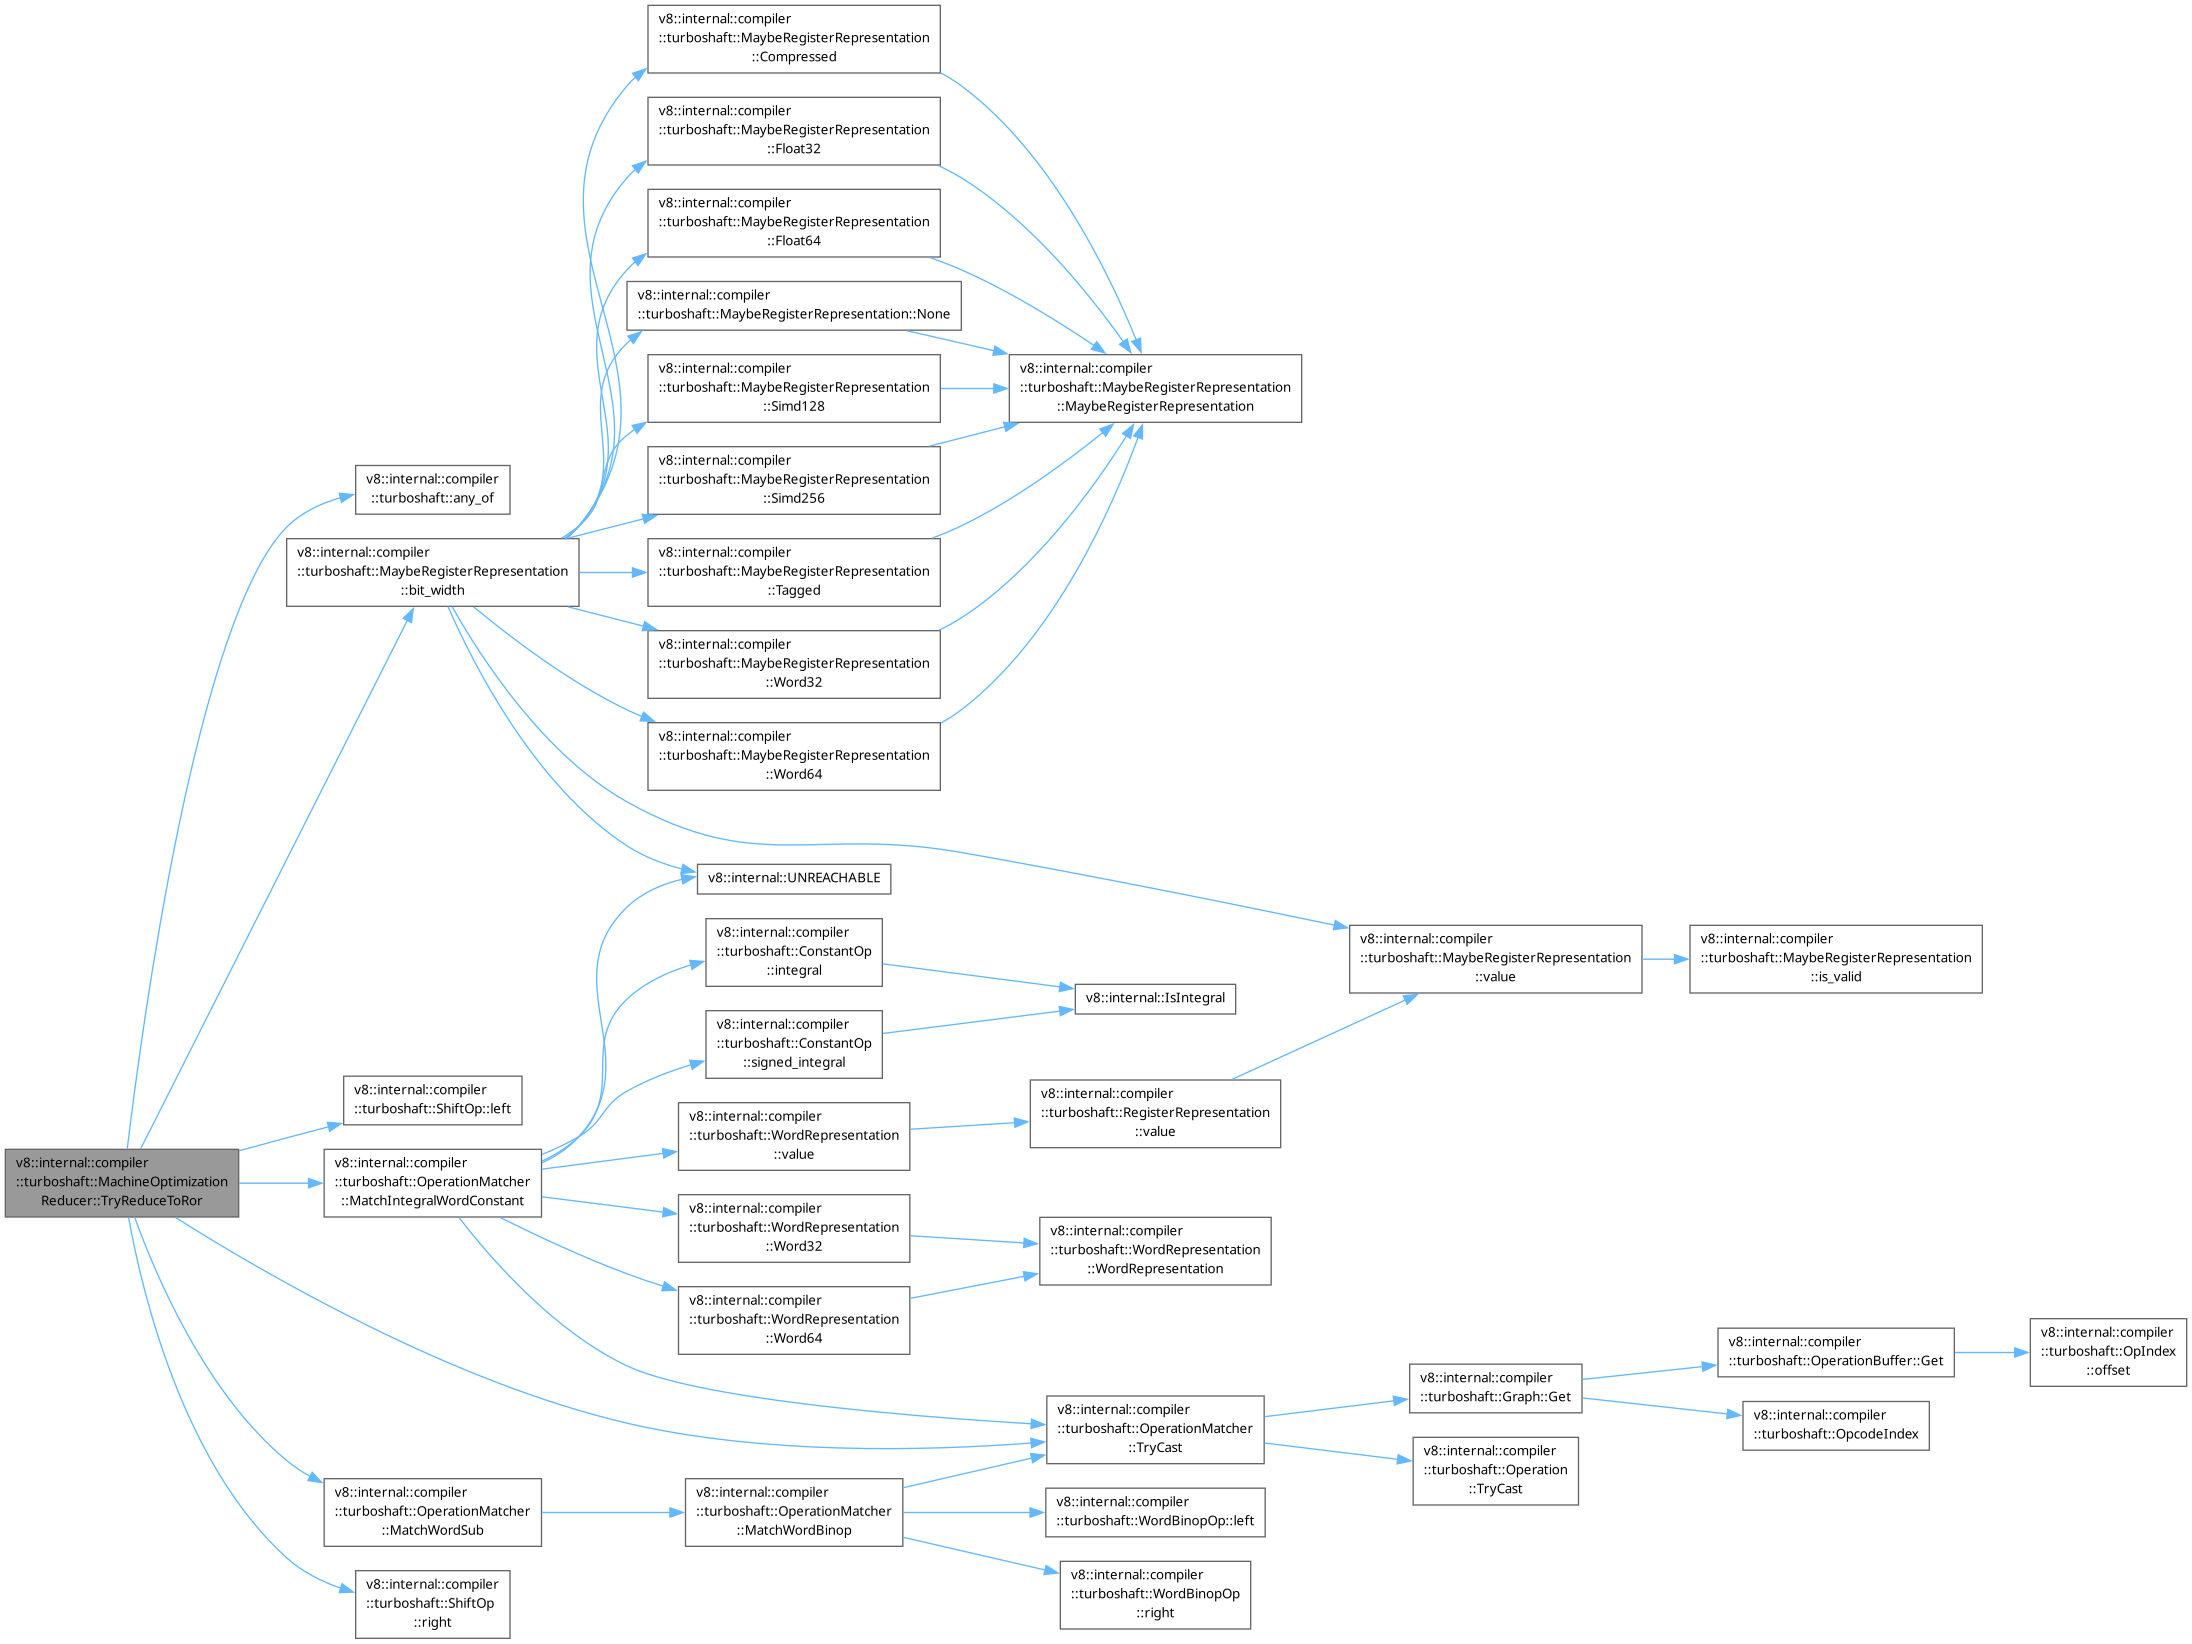 v8::internal::compiler
::turboshaft::MaybeRegisterRepresentation
::Compressed
v8::internal::compiler
::turboshaft::MaybeRegisterRepresentation
::Float32
v8::internal::compiler
::turboshaft::MaybeRegisterRepresentation
::Float64
v8::internal::compiler
::turboshaft::MaybeRegisterRepresentation::None
v8::internal::compiler
::turboshaft::MaybeRegisterRepresentation
::Simd128
v8::internal::compiler
::turboshaft::MaybeRegisterRepresentation
::MaybeRegisterRepresentation
v8::internal::compiler
::turboshaft::MaybeRegisterRepresentation
::Simd256
v8::internal::compiler
::turboshaft::any_of
v8::internal::compiler
::turboshaft::MaybeRegisterRepresentation
::bit_width
v8::internal::compiler
::turboshaft::MaybeRegisterRepresentation
::Tagged
v8::internal::compiler
::turboshaft::MaybeRegisterRepresentation
::Word32
v8::internal::compiler
::turboshaft::MaybeRegisterRepresentation
::Word64
v8::internal::UNREACHABLE
v8::internal::compiler
::turboshaft::ConstantOp
::integral
v8::internal::compiler
::turboshaft::MaybeRegisterRepresentation
::value
v8::internal::compiler
::turboshaft::MaybeRegisterRepresentation
::is_valid
v8::internal::IsIntegral
v8::internal::compiler
::turboshaft::ConstantOp
::signed_integral
v8::internal::compiler
::turboshaft::ShiftOp::left
v8::internal::compiler
::turboshaft::RegisterRepresentation
::value
v8::internal::compiler
::turboshaft::WordRepresentation
::value
v8::internal::compiler
::turboshaft::MachineOptimization
Reducer::TryReduceToRor
v8::internal::compiler
::turboshaft::OperationMatcher
::MatchIntegralWordConstant
v8::internal::compiler
::turboshaft::WordRepresentation
::Word32
v8::internal::compiler
::turboshaft::WordRepresentation
::WordRepresentation
v8::internal::compiler
::turboshaft::WordRepresentation
::Word64
v8::internal::compiler
::turboshaft::OperationBuffer::Get
v8::internal::compiler
::turboshaft::OpIndex
::offset
v8::internal::compiler
::turboshaft::Graph::Get
v8::internal::compiler
::turboshaft::OperationMatcher
::TryCast
v8::internal::compiler
::turboshaft::OpcodeIndex
v8::internal::compiler
::turboshaft::Operation
::TryCast
v8::internal::compiler
::turboshaft::OperationMatcher
::MatchWordSub
v8::internal::compiler
::turboshaft::OperationMatcher
::MatchWordBinop
v8::internal::compiler
::turboshaft::WordBinopOp::left
v8::internal::compiler
::turboshaft::WordBinopOp
::right
v8::internal::compiler
::turboshaft::ShiftOp
::right